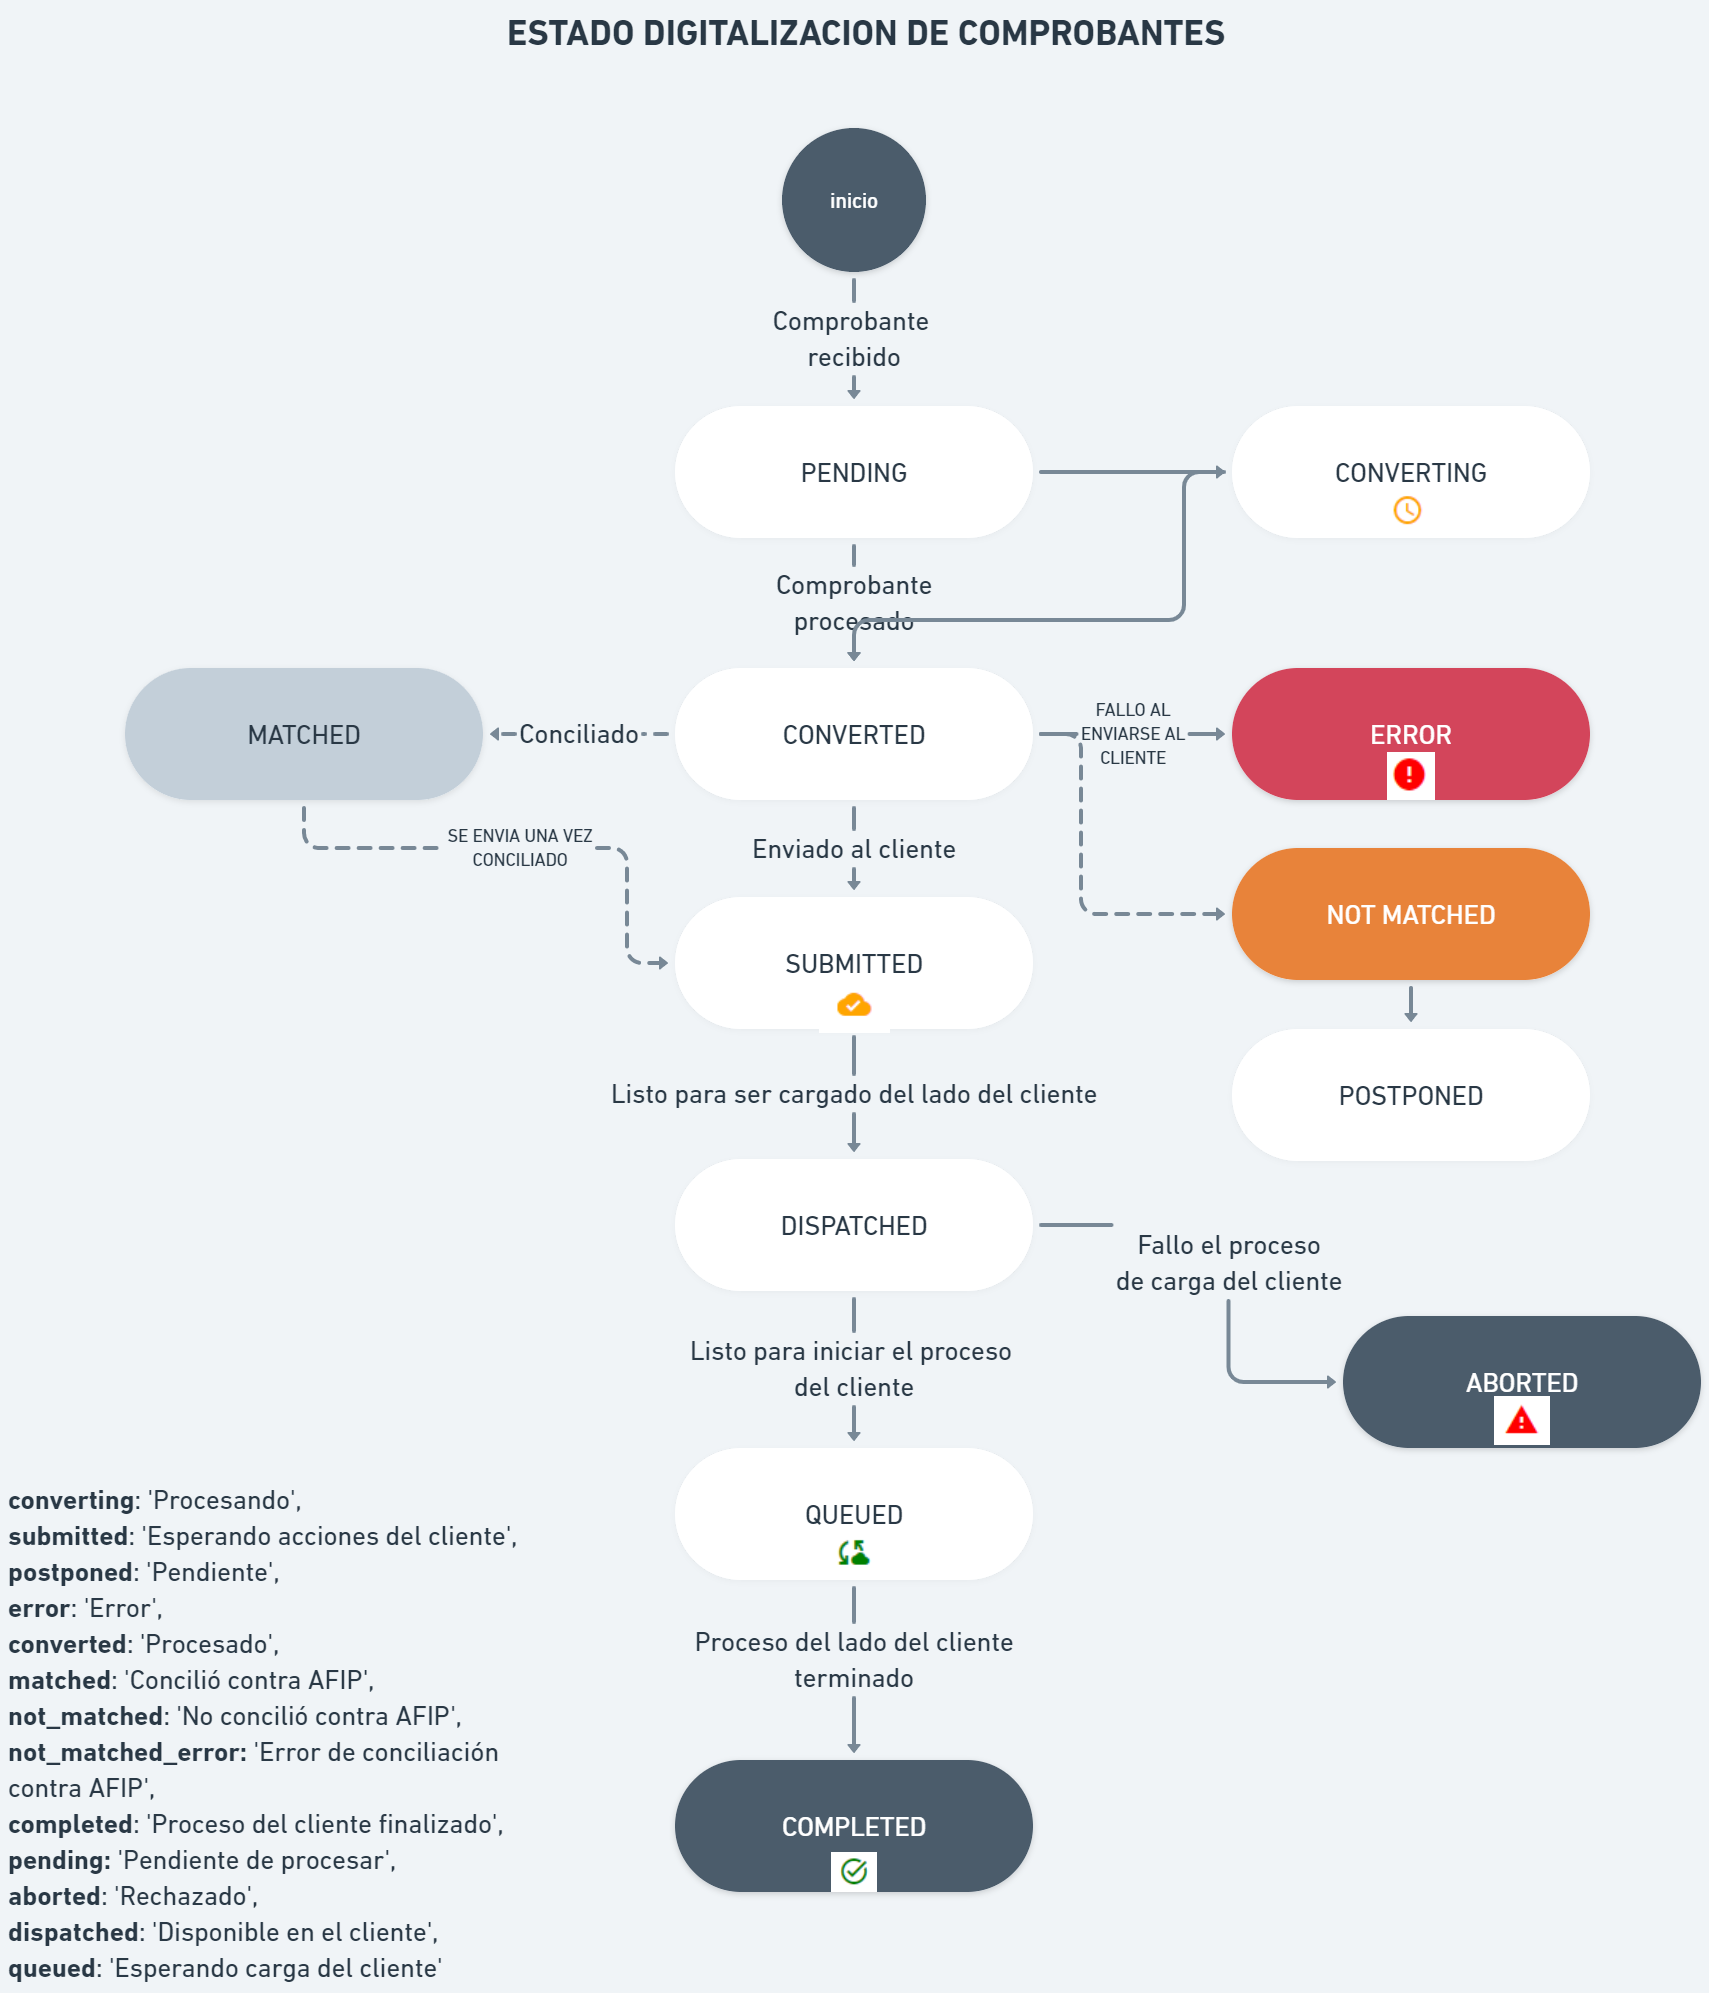 ESTADO DIGITALIZACION DE COMPROBANTES
inicio
Comprobante
recibido
PENDING
CONVERTING
Comprobante
procesado
MATCHED
Conciliado
CONVERTED
FALLO AL
ENVIARSE AL
CLIENTE
ERROR
SE ENVIA UNA VEZ
CONCILIADO
Enviado al cliente
NOT MATCHED
SUBMITTED
Listo para ser cargado del lado del cliente
POSTPONED
DISPATCHED
Fallo el proceso
de carga del cliente
Listo para iniciar el proceso
del cliente
ABORTED
QUEUED
Proceso del lado del cliente
terminado
COMPLETED
converting: 'Procesando',
submitted: 'Esperando acciones del cliente',
postponed: 'Pendiente',
error: 'Error',
converted: 'Procesado',
matched: 'Concilió contra AFIP',
not_matched: 'No concilió contra AFIP',
not_matched_error: 'Error de conciliación
contra AFIP',
completed: 'Proceso del cliente finalizado',
pending: 'Pendiente de procesar',
aborted: 'Rechazado',
dispatched: 'Disponible en el cliente',
queued: 'Esperando carga del cliente'